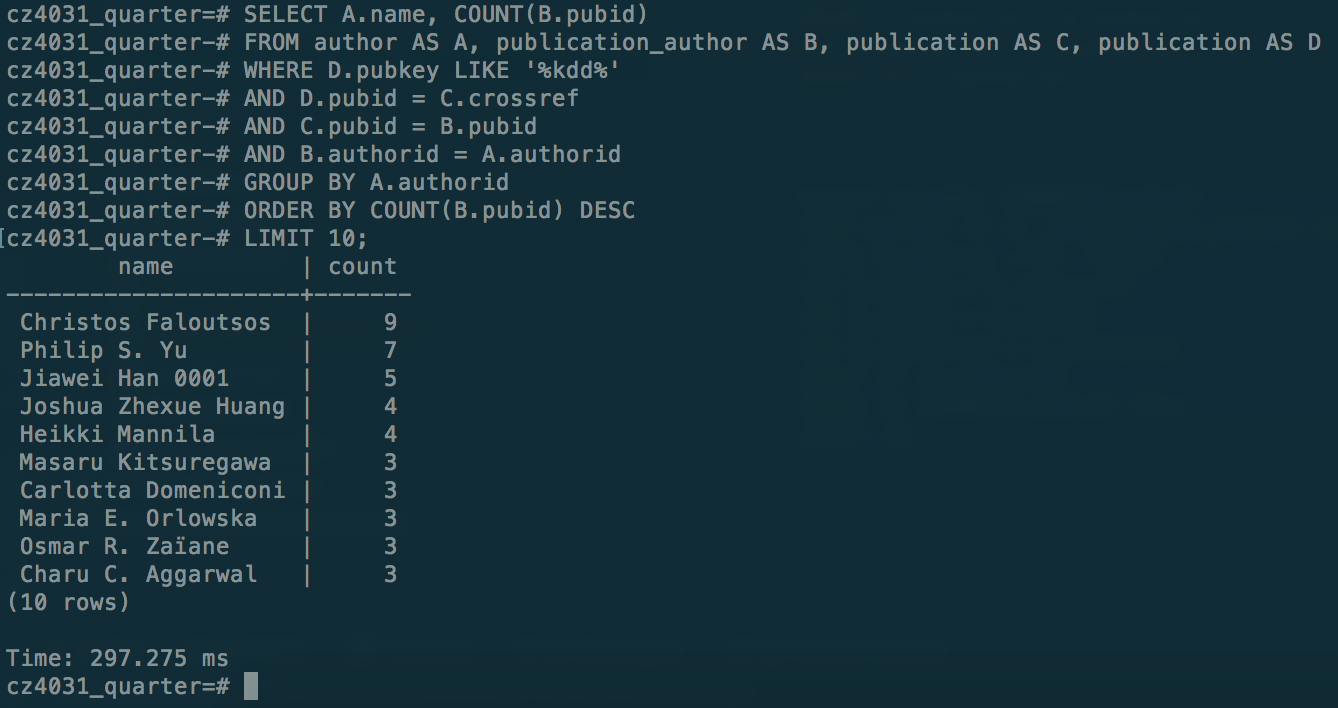 cz4031_quarter=# SELECT A.name, COUNT(B.pubid)
cz4031_quarter-# FROM author AS A, publication_author AS B, publication AS C, publication AS D
cz4031_quarter-# WHERE D.pubkey LIKE '%kdd%'
cz4031_quarter-# AND D.pubid = C.crossref
cz4031_quarter-# AND C.pubid = B.pubid
cz4031_quarter-# AND B.authorid = A.authorid
cz4031_quarter-# GROUP BY A.authorid
cz4031_quarter-# ORDER BY COUNT(B.pubid) DESC
[cz4031_quarter-# LIMIT 10;
        name         | count
---------------------+-------
 Christos Faloutsos  |     9
 Philip S. Yu        |     7
 Jiawei Han 0001     |     5
 Joshua Zhexue Huang |     4
 Heikki Mannila      |     4
 Masaru Kitsuregawa  |     3
 Carlotta Domeniconi |     3
 Maria E. Orlowska   |     3
 Osmar R. Zaïane     |     3
 Charu C. Aggarwal   |     3
(10 rows)

Time: 297.275 ms
cz4031_quarter=#